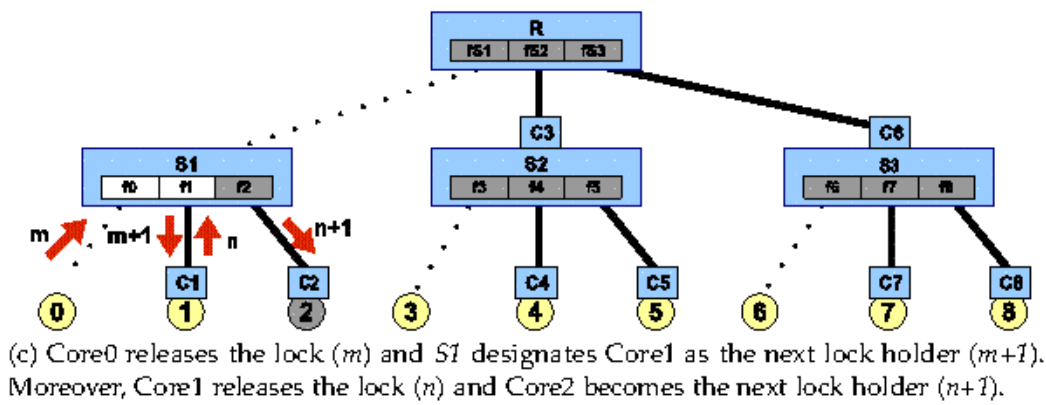 R
fS1 fS2 fS3
C3 C6
S1 S2 S3
f0 f1 f2 f3 f4 f5 f6 f7 f8
m m+1 n n+1
C1 C2 C4 C5 C7 C8
0 1 2 3 4 5 6 7 8
(c) Core0 releases the lock (m) and S1 designates Core1 as the next lock holder (m+1).
Moreover, Core1 releases the lock (n) and Core2 becomes the next lock holder (n+1).